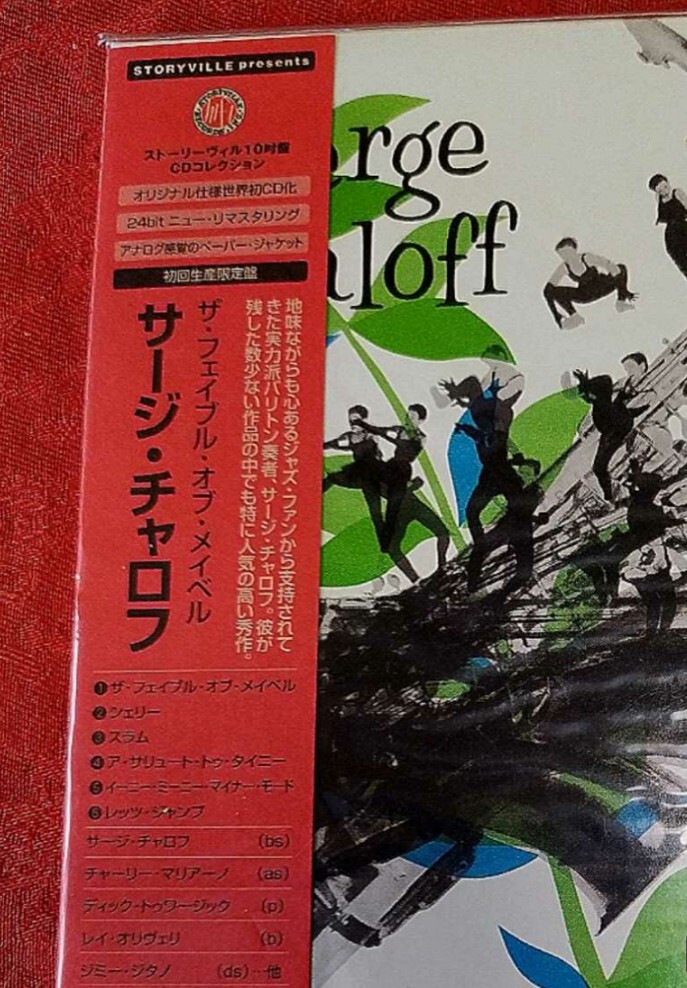 STORYVILLE presents
ストーリーヴィル10吋盤
CDコレクション
オリジナル仕様世界初CD化
24bit ニュー・リマスタリング
アナログ感覚のペーパー・ジャケット
初回生産限定盤
地味ながらも心あるジャズ・ファンから支持されて
きた実力派バリトン奏者、サージ・チャロフ。彼が
残した数少ない作品の中でも特に人気の高い秀作。
ザ・フェイブル・オブ・メイベル
サージ・チャロフ
❶ザ・フェイブル・オブ・メイベル
❷シェリー
❸スラム
❹ア・サリュート・トゥ・タイニー
❺イーニー・ミーニー・マイナー・モード
❻レッツ・ジャンプ
サージ・チャロフ (bs)
チャーリー・マリアーノ (as)
ディック・トゥワージック (p)
レイ・オリヴェリ (b)
ジミー・ジタノ (ds)…他
erge
aloff